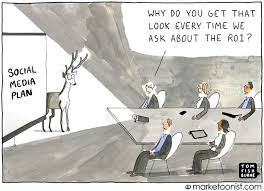 WHY DO YOU GET THAT
LOOK EVERY TIME WE
ASK ABOUT THE ROI?
SOCIAL
MEDIA
PLAN
TOM
FISH
BURNE
© marketoonist.com